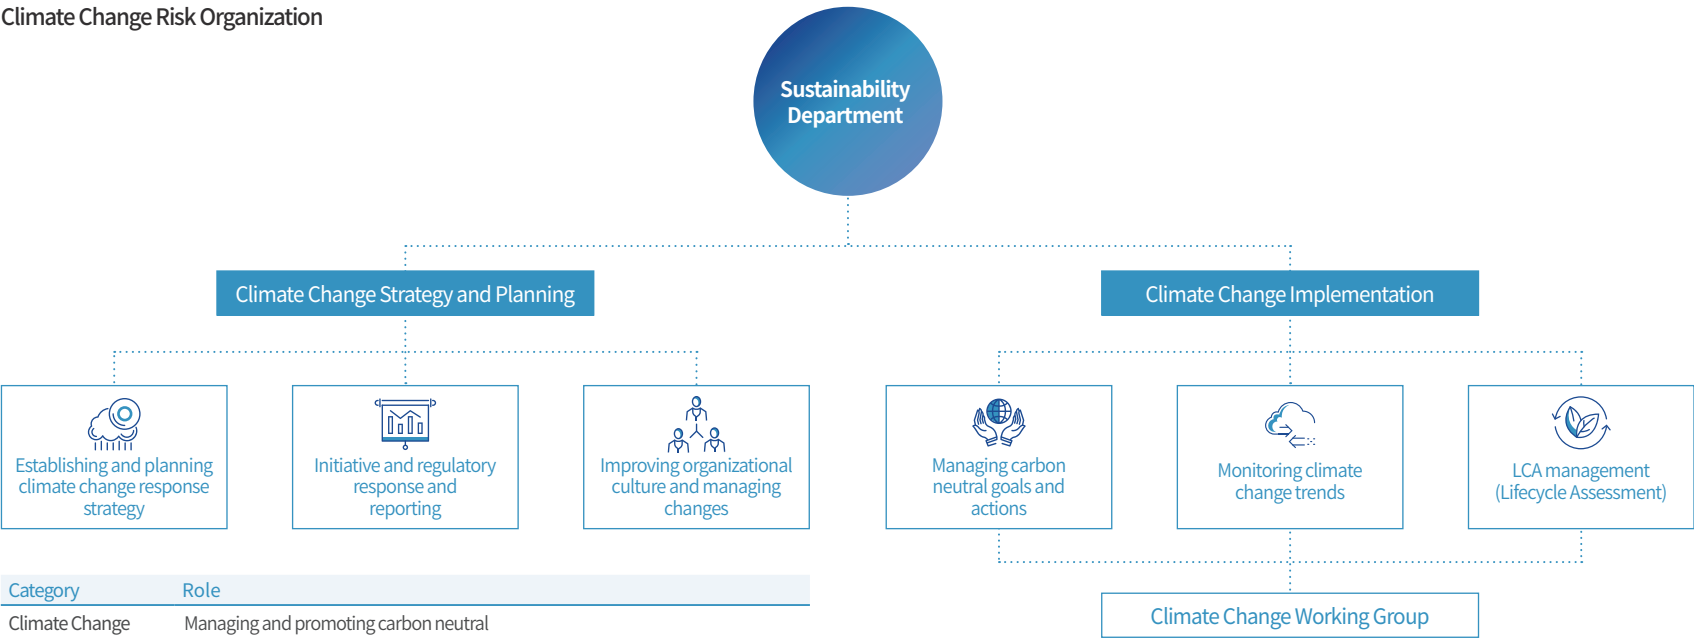 Climate Change Risk Organization
Sustainability
Department
Climate Change Strategy and Planning
Climate Change Implementation
Establishing and planning
climate change response
strategy
Initiative and regulatory
response and
reporting
Improving organizational
culture and managing
changes
Managing carbon
neutral goals and
actions
Monitoring climate
change trends
LCA management
(Lifecycle Assessment)
Climate Change Working Group
Category Role
Climate Change Managing and promoting carbon neutral